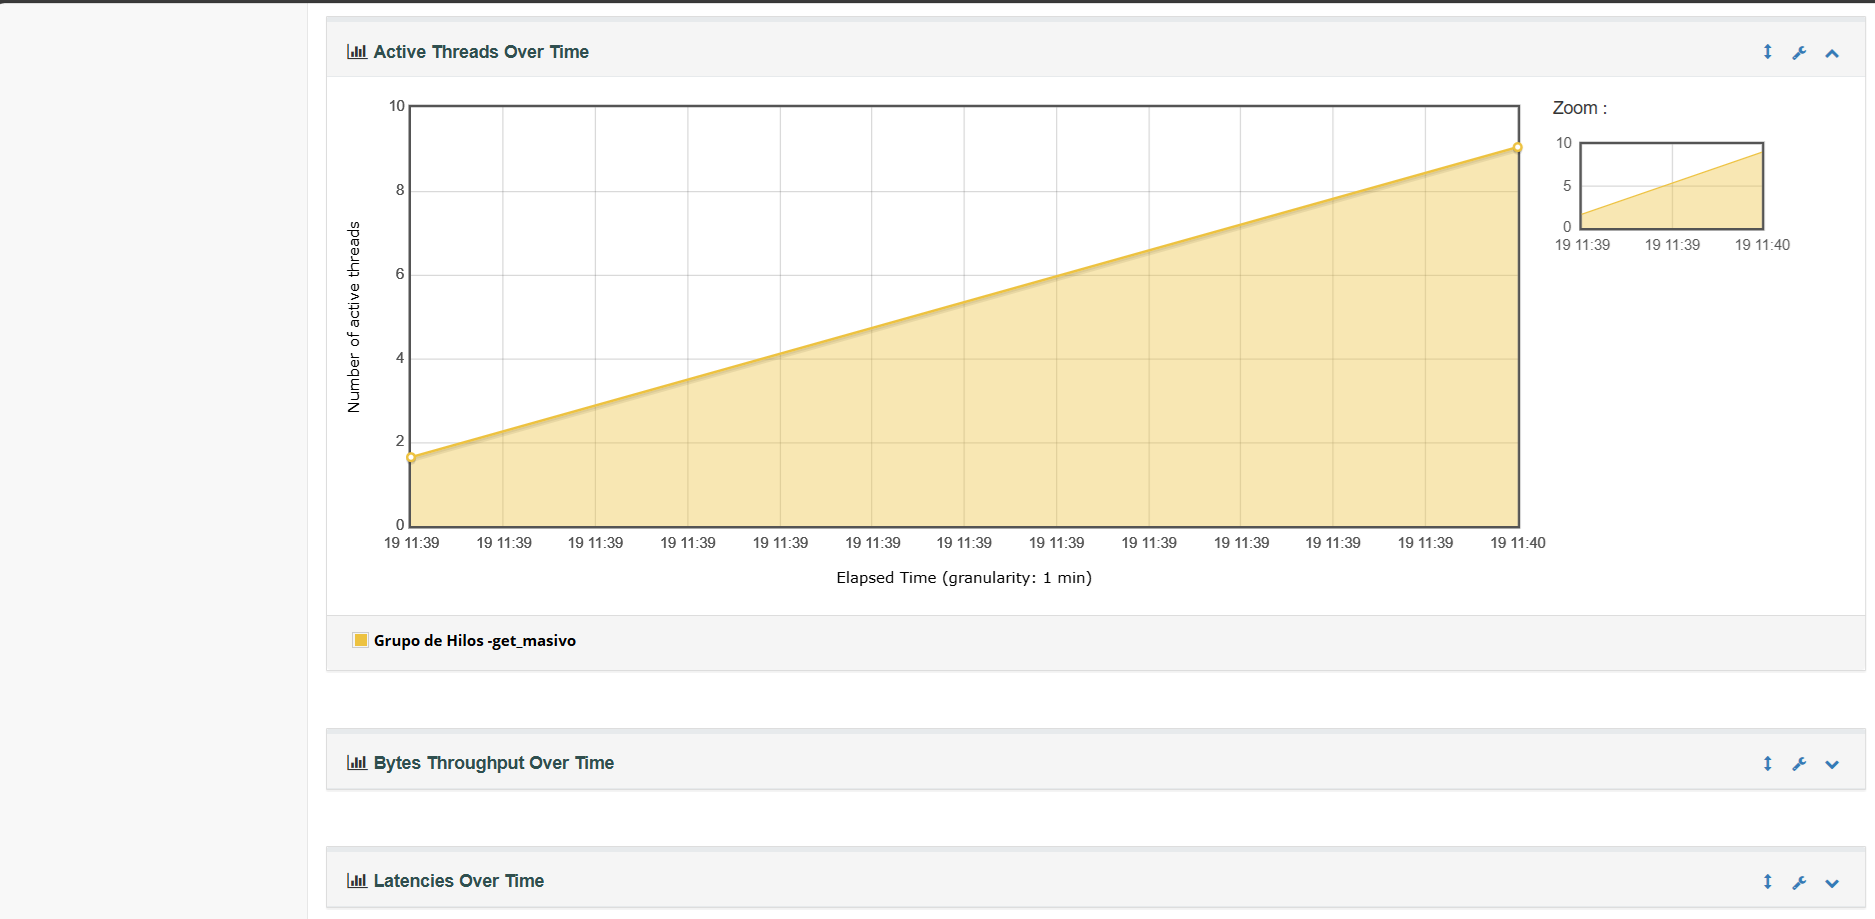 Active Threads Over Time
Zoom :
10
8
6
4
2
0
Number of active threads
19 11:39 19 11:39 19 11:39 19 11:39 19 11:39 19 11:39 19 11:39 19 11:39 19 11:39 19 11:39 19 11:39 19 11:39 19 11:40
Elapsed Time (granularity: 1 min)
10
5
0
19 11:39 19 11:39 19 11:40
Grupo de Hilos -get_masivo
Bytes Throughput Over Time
Latencies Over Time